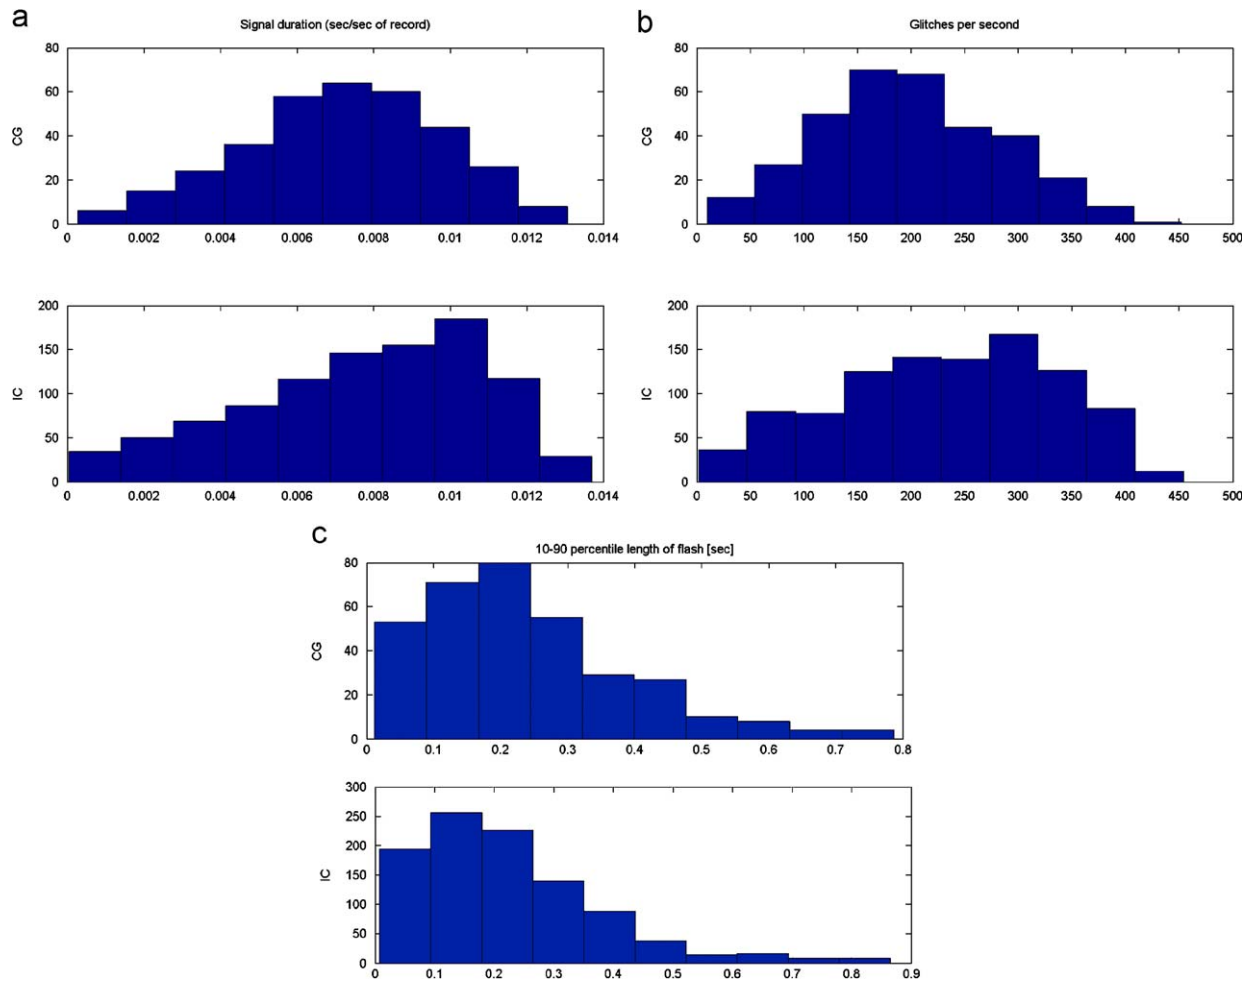 a
Signal duration (sec/sec of record)
80
60
40
20
0
CG
0 0.002 0.004 0.006 0.008 0.01 0.012 0.014
200
150
100
50
0
IC
0 0.002 0.004 0.006 0.008 0.01 0.012 0.014
b
Glitches per second
80
60
40
20
0
CG
0 50 100 150 200 250 300 350 400 450 500
200
150
100
50
0
IC
0 50 100 150 200 250 300 350 400 450 500
c
10-90 percentile length of flash [sec]
80
60
40
20
0
CG
0 0.1 0.2 0.3 0.4 0.5 0.6 0.7 0.8
300
250
200
150
100
50
0
IC
0 0.1 0.2 0.3 0.4 0.5 0.6 0.7 0.8 0.9